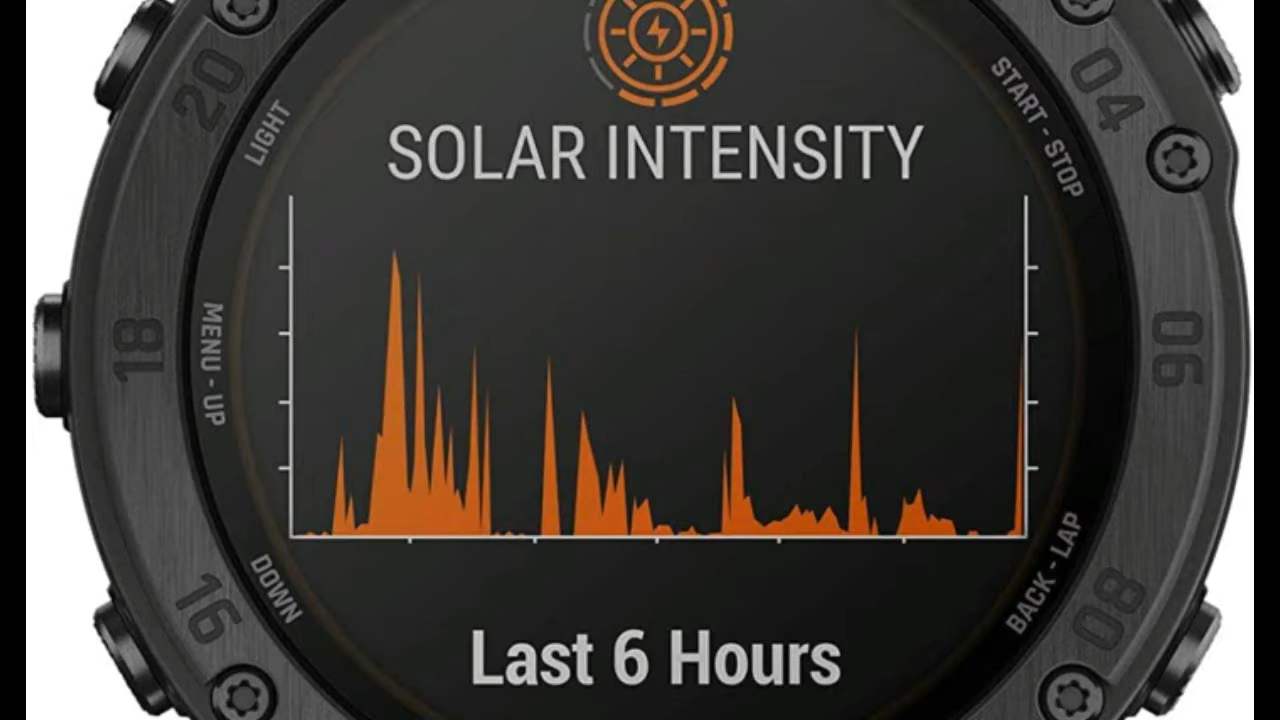 SOLAR INTENSITY
Last 6 Hours
20
LIGHT
18
MENU - UP
16
DOWN
04
START - STOP
06
08
BACK - LAP